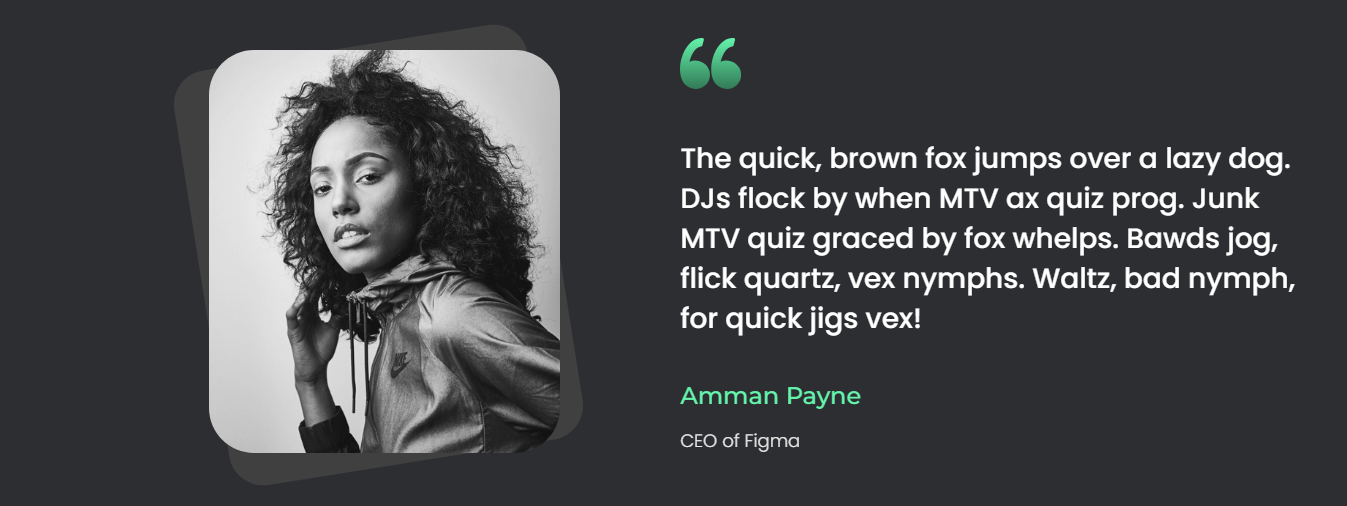 The quick, brown fox jumps over a lazy dog.
DJs flock by when MTV ax quiz prog. Junk
MTV quiz graced by fox whelps. Bawds jog,
flick quartz, vex nymphs. Waltz, bad nymph,
for quick jigs vex!
Amman Payne
CEO of Figma
NIKE